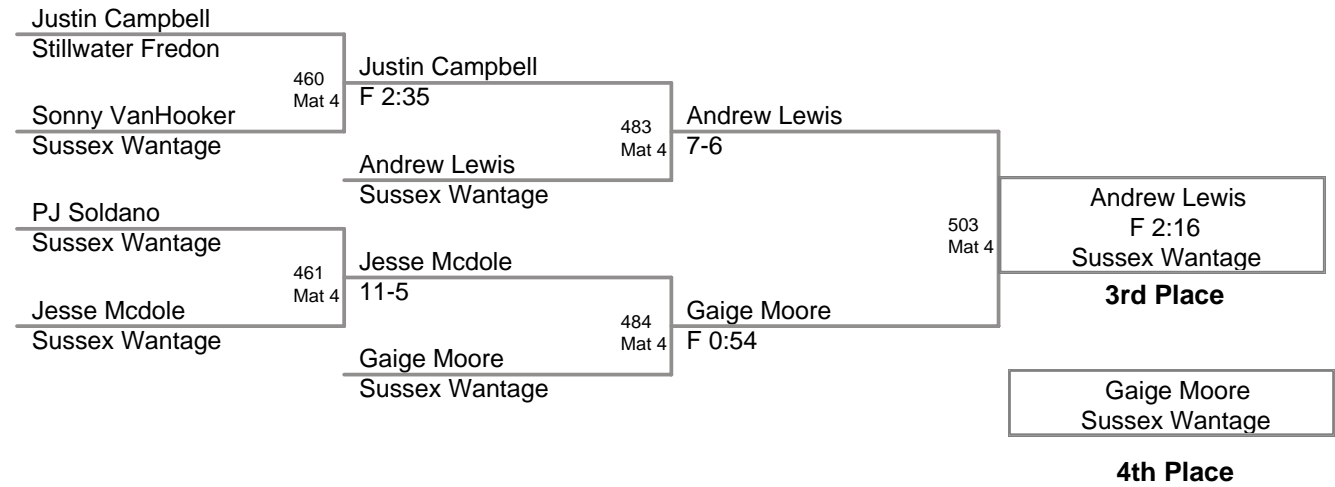 Justin Campbell
Stillwater Fredon
460
Mat 4
Justin Campbell
F 2:35
Sonny VanHooker
Sussex Wantage
483
Mat 4
Andrew Lewis
7-6
Andrew Lewis
Sussex Wantage
PJ Soldano
Sussex Wantage
503
Mat 4
Andrew Lewis
F 2:16
Sussex Wantage
3rd Place
461
Mat 4
Jesse Mcdole
11-5
Jesse Mcdole
Sussex Wantage
484
Mat 4
Gaige Moore
F 0:54
Gaige Moore
Sussex Wantage
Gaige Moore
Sussex Wantage
4th Place